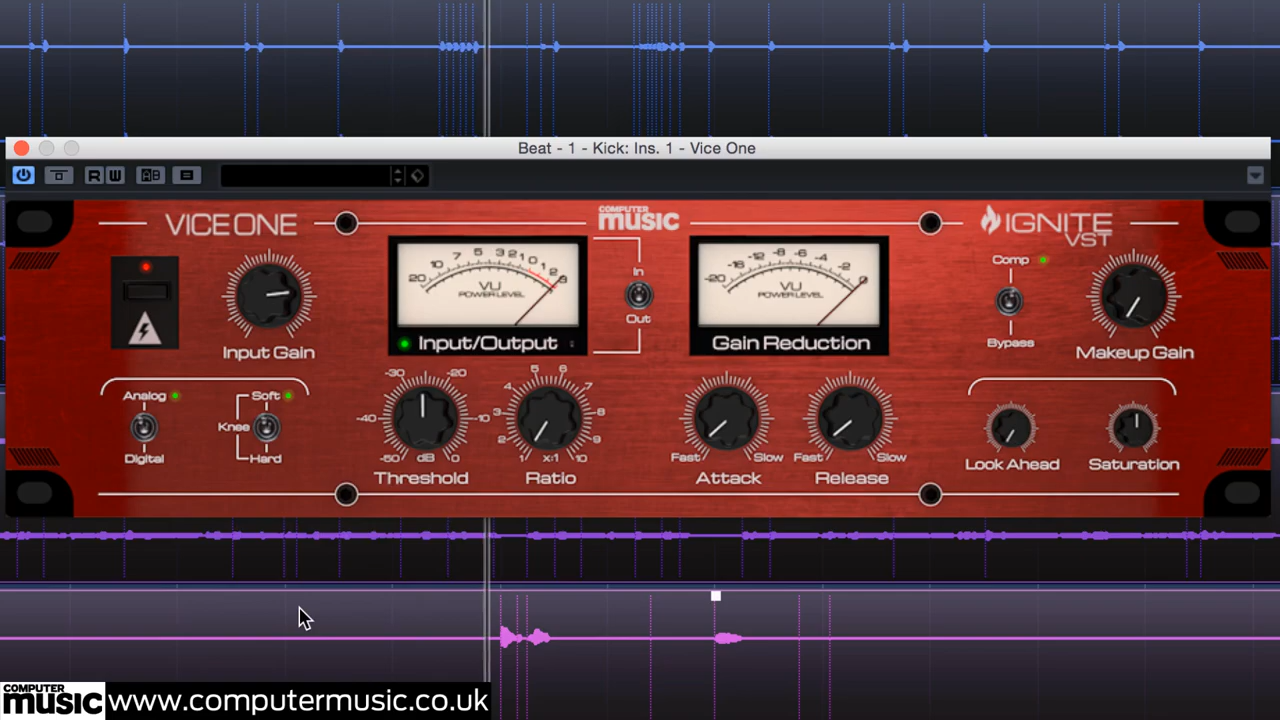 Beat - 1 - Kick: Ins. 1 - Vice One
R W AB
VICE ONE
COMPUTER
music
IGNITE
VST
20 10 7 5 3 2 1 0 1 2 3
VU
POWER LEVEL
Input/Output
In
Out
-20 -16 -12 -8 -6 -4 -2 0
VU
POWER LEVEL
Gain Reduction
Comp
Bypass
Input Gain
Makeup Gain
Analog
Digital
Soft
Knee
Hard
-50 -40 -30 -20 -10 0
dB
Threshold
2 3 4 5 6 7 8 9 10
x:1
Ratio
Fast Slow
Attack
Fast Slow
Release
Look Ahead
Saturation
COMPUTER
music
www.computermusic.co.uk